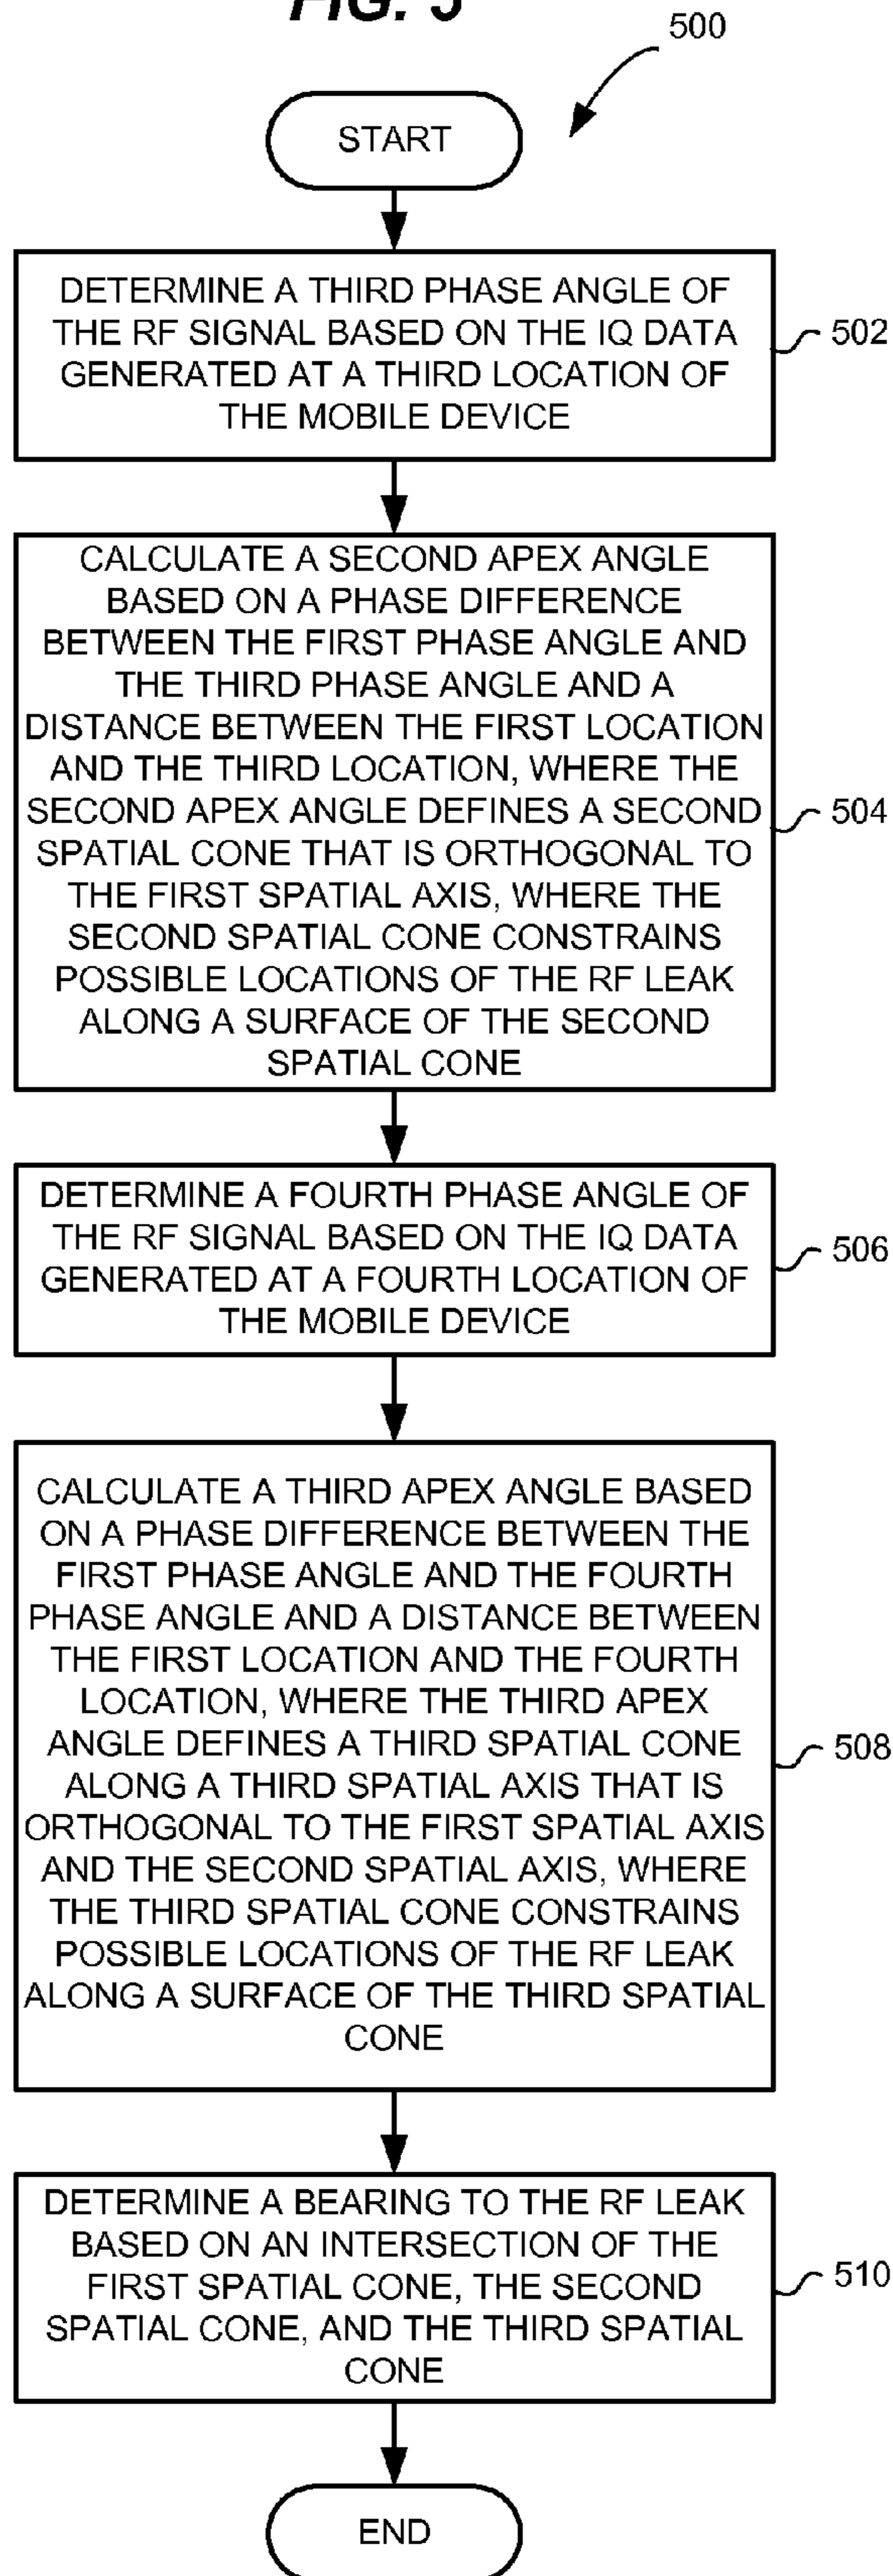 FIG. 5
500
START
DETERMINE A THIRD PHASE ANGLE OF
THE RF SIGNAL BASED ON THE IQ DATA
GENERATED AT A THIRD LOCATION OF
THE MOBILE DEVICE
502
CALCULATE A SECOND APEX ANGLE
BASED ON A PHASE DIFFERENCE
BETWEEN THE FIRST PHASE ANGLE AND
THE THIRD PHASE ANGLE AND A
DISTANCE BETWEEN THE FIRST LOCATION
AND THE THIRD LOCATION, WHERE THE
SECOND APEX ANGLE DEFINES A SECOND
SPATIAL CONE THAT IS ORTHOGONAL TO
THE FIRST SPATIAL AXIS, WHERE THE
SECOND SPATIAL CONE CONSTRAINS
POSSIBLE LOCATIONS OF THE RF LEAK
ALONG A SURFACE OF THE SECOND
SPATIAL CONE
504
DETERMINE A FOURTH PHASE ANGLE OF
THE RF SIGNAL BASED ON THE IQ DATA
GENERATED AT A FOURTH LOCATION OF
THE MOBILE DEVICE
506
CALCULATE A THIRD APEX ANGLE BASED
ON A PHASE DIFFERENCE BETWEEN THE
FIRST PHASE ANGLE AND THE FOURTH
PHASE ANGLE AND A DISTANCE BETWEEN
THE FIRST LOCATION AND THE FOURTH
LOCATION, WHERE THE THIRD APEX
ANGLE DEFINES A THIRD SPATIAL CONE
ALONG A THIRD SPATIAL AXIS THAT IS
ORTHOGONAL TO THE FIRST SPATIAL AXIS
AND THE SECOND SPATIAL AXIS, WHERE
THE THIRD SPATIAL CONE CONSTRAINS
POSSIBLE LOCATIONS OF THE RF LEAK
ALONG A SURFACE OF THE THIRD SPATIAL
CONE
508
DETERMINE A BEARING TO THE RF LEAK
BASED ON AN INTERSECTION OF THE
FIRST SPATIAL CONE, THE SECOND
SPATIAL CONE, AND THE THIRD SPATIAL
CONE
510
END